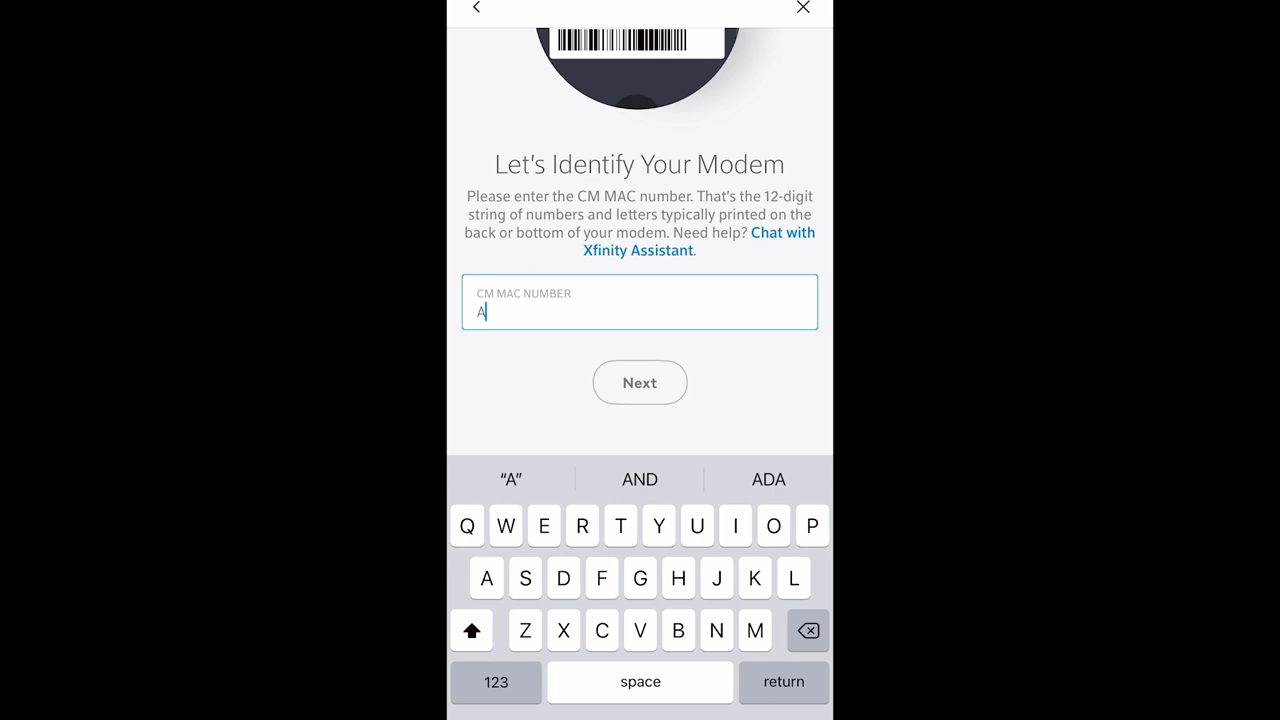 Let's Identify Your Modem
Please enter the CM MAC number. That's the 12-digit
string of numbers and letters typically printed on the
back or bottom of your modem. Need help? Chat with
Xfinity Assistant.
CM MAC NUMBER
A
Next
“A” AND ADA
Q W E R T Y U I O P
A S D F G H J K L
Z X C V B N M
123 space return